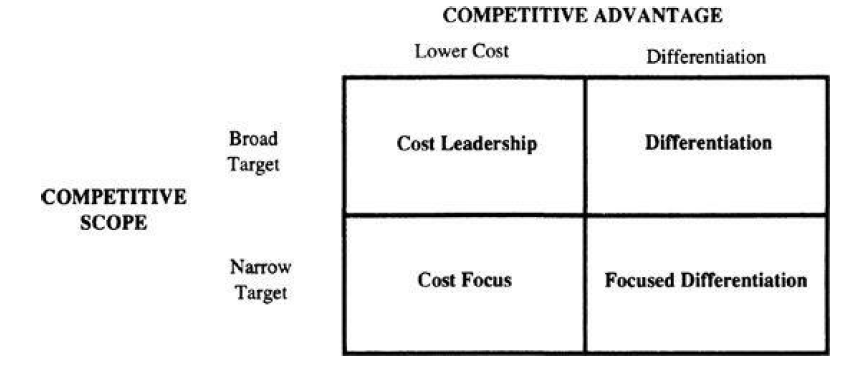 COMPETITIVE ADVANTAGE
Lower Cost
Differentiation
Broad
Target
Cost Leadership
Differentiation
COMPETITIVE
SCOPE
Narrow
Target
Cost Focus
Focused Differentiation